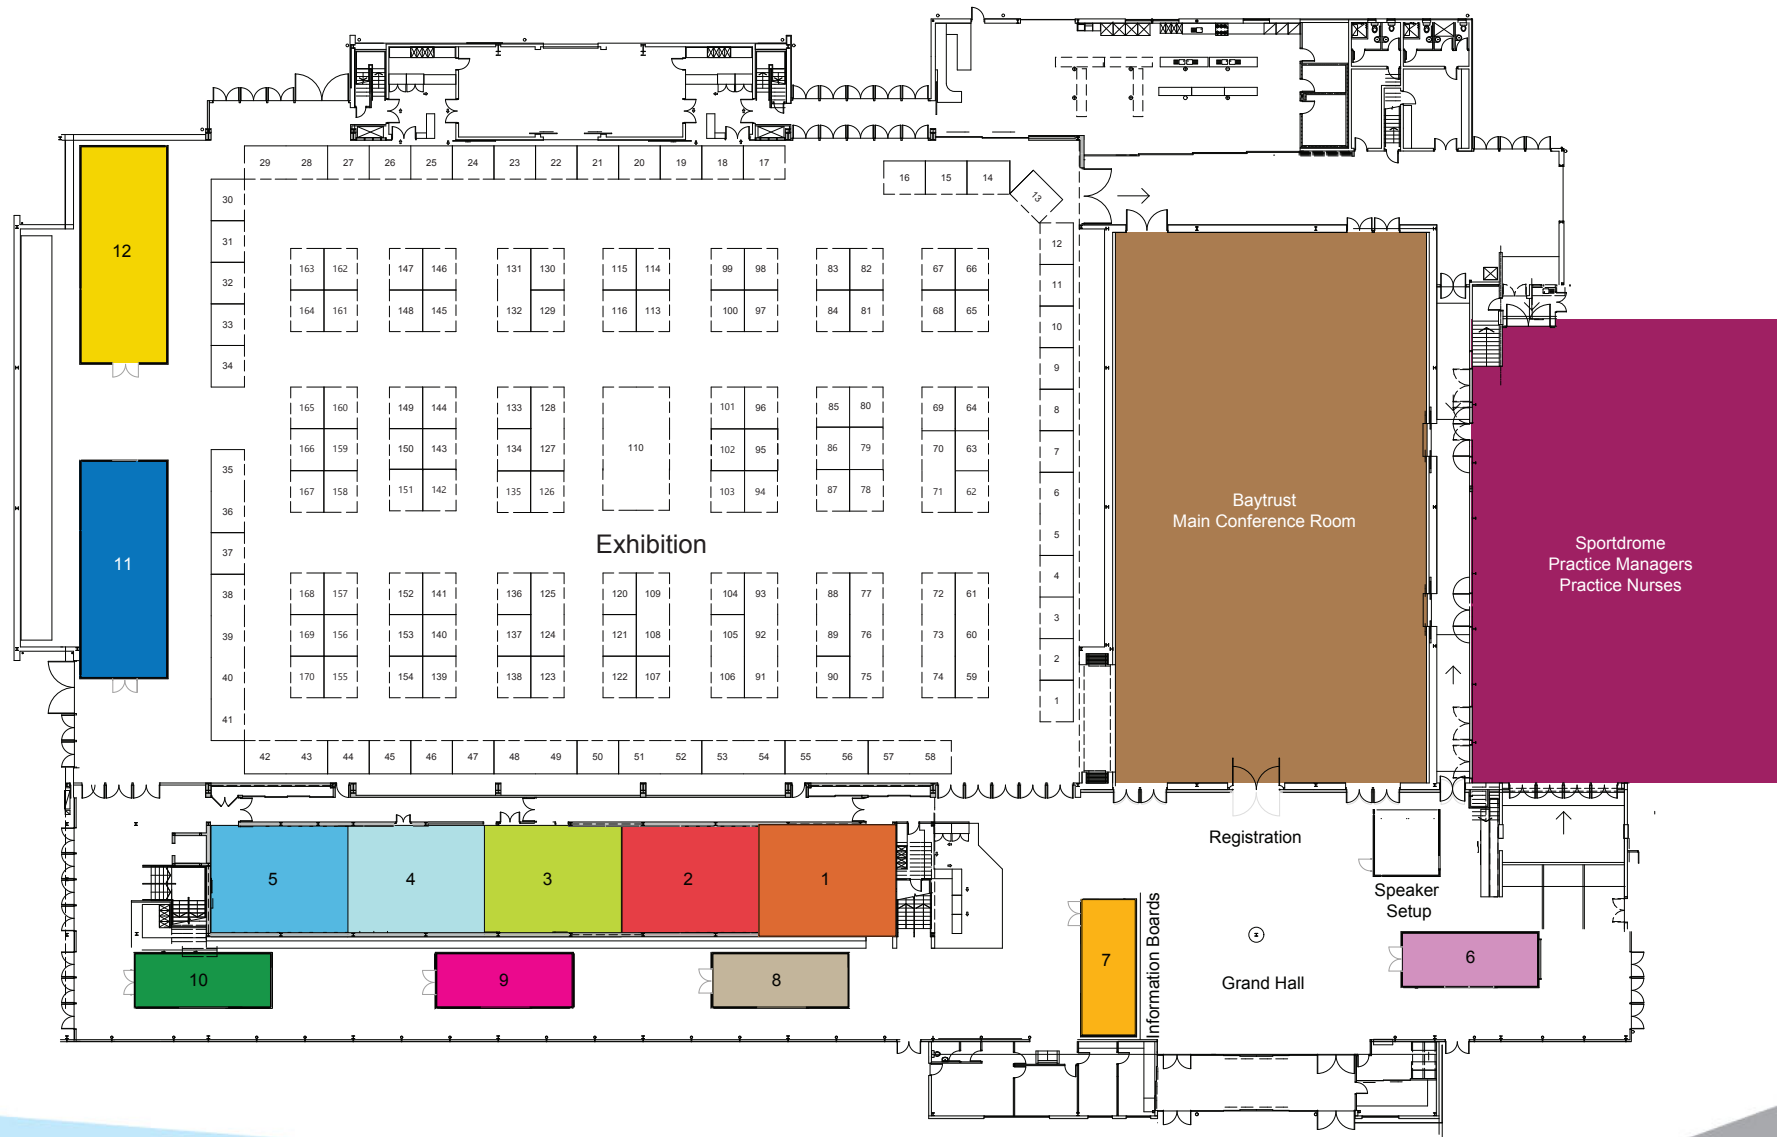 29 28 27 26 25 24 23 22 21 20 19 18 17
16 15 14
13
30
31
32
33
34
12
12
11
10
9
8
7
6
5
4
3
2
1
163 162 147 146 131 130 115 114 99 98 83 82 67 66
164 161 148 145 132 129 116 113 100 97 84 81 68 65
165 160 149 144 133 128 101 96 85 80 69 64
166 159 150 143 134 127 110 102 95 86 79 70 63
167 158 151 142 135 126 103 94 87 78 71 62
35
36
37
38
39
40
41
11
Exhibition
168 157 152 141 136 125 120 109 104 93 88 77 72 61
169 156 153 140 137 124 121 108 105 92 89 76 73 60
170 155 154 139 138 123 122 107 106 91 90 75 74 59
42 43 44 45 46 47 48 49 50 51 52 53 54 55 56 57 58
Baytrust
Main Conference Room
Sportdrome
Practice Managers
Practice Nurses
5 4 3 2 1
10 9 8
7
Information Boards
Registration
Speaker
Setup
Grand Hall
6